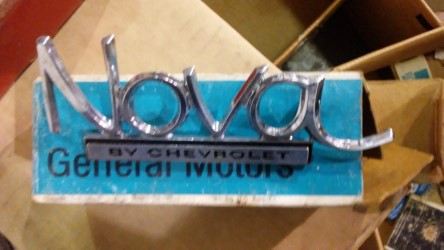 Nova
BY CHEVROLET
General Motors